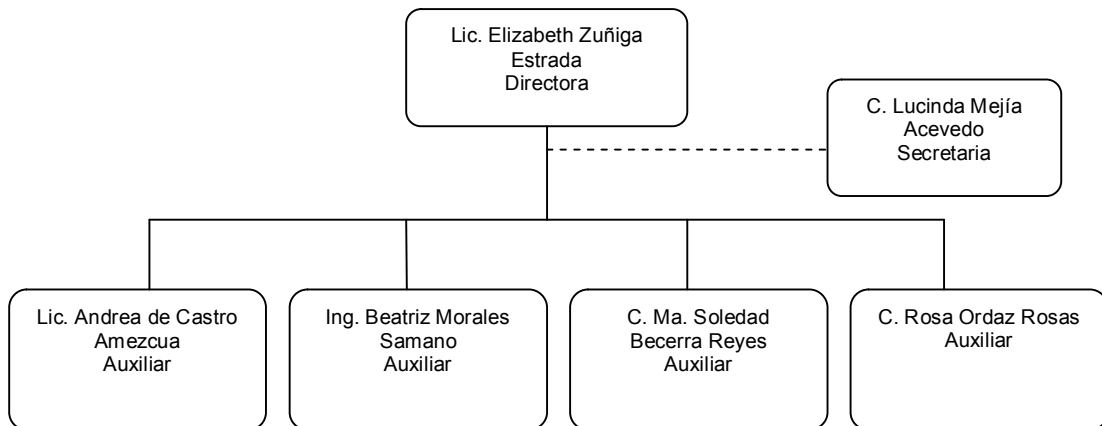 Lic. Elizabeth Zuñiga
Estrada
Directora
C. Lucinda Mejía
Acevedo
Secretaria
Lic. Andrea de Castro
Amezcua
Auxiliar
Ing. Beatriz Morales
Samano
Auxiliar
C. Ma. Soledad
Becerra Reyes
Auxiliar
C. Rosa Ordaz Rosas
Auxiliar